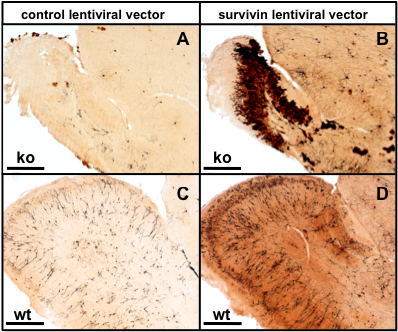 control lentiviral vector
survivin lentiviral vector
A
B
ko
ko
C
D
wt
wt